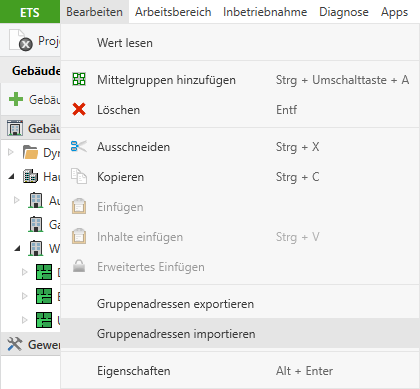 ETS Bearbeiten Arbeitsbereich Inbetriebnahme Diagnose Apps
Proje
Wert lesen
Gebäude
Mittelgruppen hinzufügen Strg + Umschalttaste + A
Gebäu
Löschen Entf
Gebäu
Ausschneiden Strg + X
Dyn
Kopieren Strg + C
Hau
Einfügen
Au
Ga
Inhalte einfügen Strg + V
W
Erweitertes Einfügen
Gruppenadressen exportieren
Gruppenadressen importieren
Gewer
Eigenschaften Alt + Enter